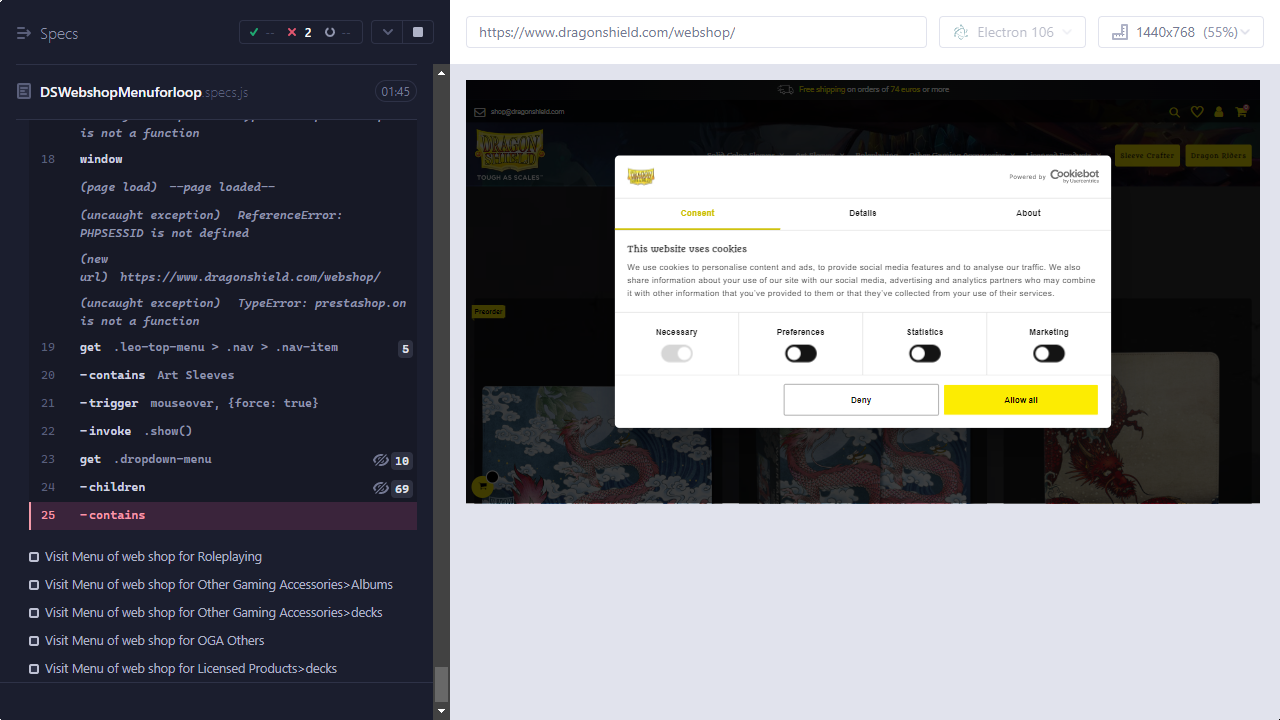 Specs
--
2
--
DSWebshopMenuforloop.specs.js
01:45
is not a function
18 window
(page load) --page loaded--
(uncaught exception) ReferenceError:
PHPSESSID is not defined
(new
url) https://www.dragonshield.com/webshop/
(uncaught exception) TypeError: prestashop.on
is not a function
19 get .leo-top-menu > .nav > .nav-item 5
20 -contains Art Sleeves
21 -trigger mouseover, {force: true}
22 -invoke .show()
23 get .dropdown-menu 10
24 -children 69
25 -contains
Visit Menu of web shop for Roleplaying
Visit Menu of web shop for Other Gaming Accessories>Albums
Visit Menu of web shop for Other Gaming Accessories>decks
Visit Menu of web shop for OGA Others
Visit Menu of web shop for Licensed Products>decks
https://www.dragonshield.com/webshop/
Electron 106
1440x768 (55%)
Free shipping on orders of 74 euros or more
shop@dragonshield.com
DRAGON
SHIELD
TOUGH AS SCALES
Sleeve Crafter
Dragon Riders
Powered by Cookiebot
by Usercentrics
Consent
Details
About
This website uses cookies
We use cookies to personalise content and ads, to provide social media features and to analyse our traffic. We also
share information about your use of our site with our social media, advertising and analytics partners who may combine
it with other information that you've provided to them or that they've collected from your use of their services.
Necessary
Preferences
Statistics
Marketing
Deny
Allow all
Preorder